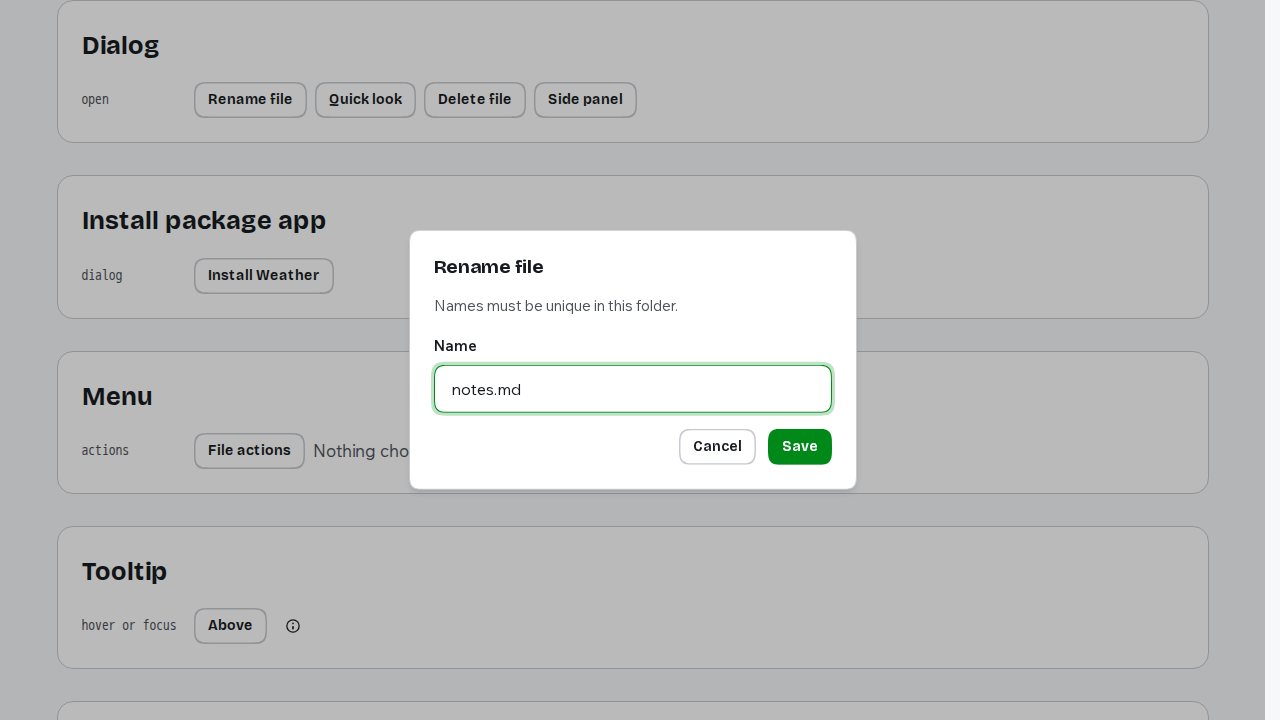 Dialog
open
Rename file
Quick look
Delete file
Side panel
Install package app
dialog
Install Weather
Rename file
Names must be unique in this folder.
Name
notes.md
Cancel
Save
Menu
actions
File actions
Nothing
Tooltip
hover or focus
Above